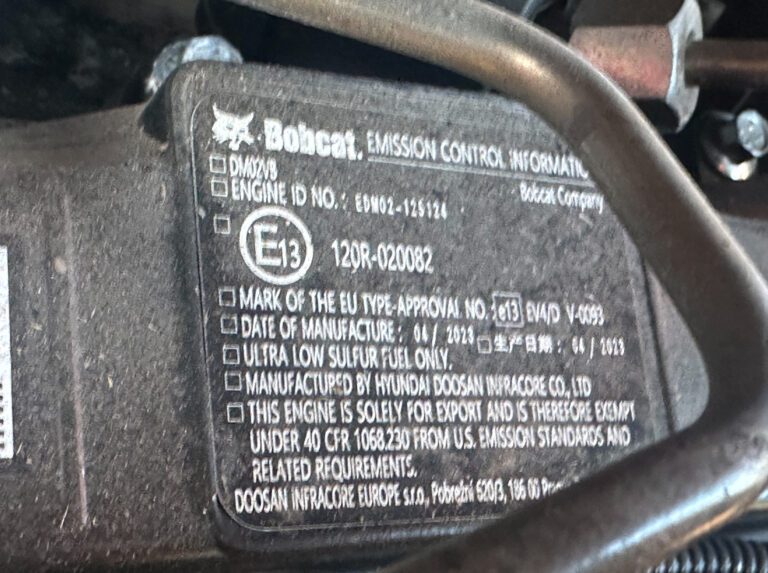 Bobcat. EMISSION CONTROL INFORMATIO
DM02VB
Bobcat Company
ENGINE ID NO.: EDM02-125124
E13 120R-020082
MARK OF THE EU TYPE-APPROVAL NO. :e13 EV4/D V-0093
DATE OF MANUFACTURE : 04 / 2023 生产日期 : 04 / 2023
ULTRA LOW SULFUR FUEL ONLY.
MANUFACTURED BY HYUNDAI DOOSAN INFRACORE CO., LTD
THIS ENGINE IS SOLELY FOR EXPORT AND IS THEREFORE EXEMPT
UNDER 40 CFR 1068.230 FROM U.S. EMISSION STANDARDS AND
RELATED REQUIREMENTS.
DOOSAN INFRACORE EUROPE s.r.o., Pobrežní 620/3, 186 00